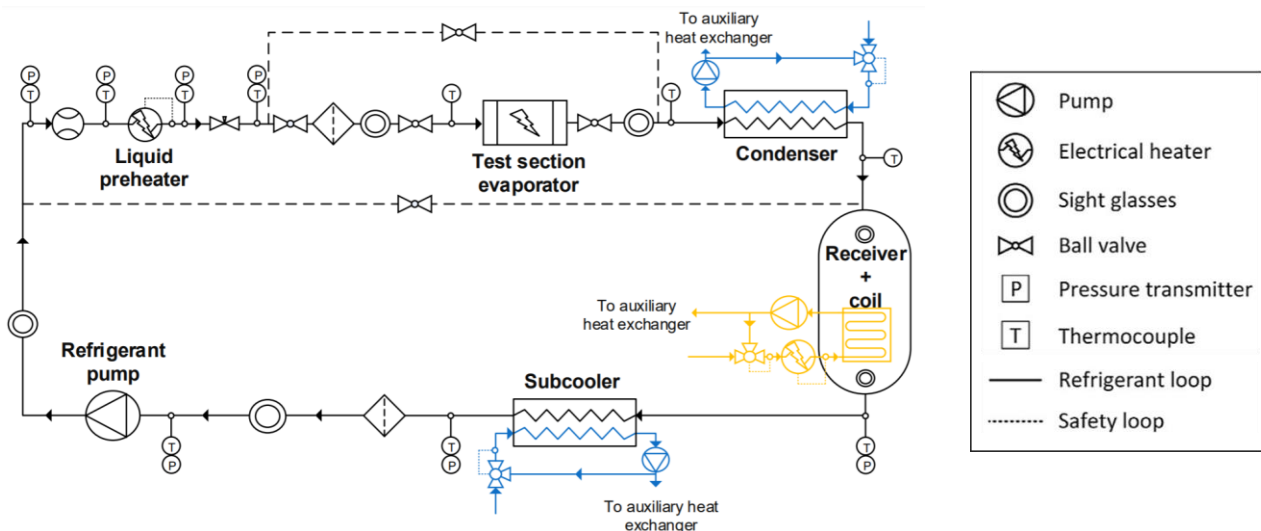 To auxiliary
heat exchanger
P
T
P
T
P
T
P
T
T
T
Liquid
preheater
Test section
evaporator
Condenser
T
Receiver
+
coil
To auxiliary
heat exchanger
Refrigerant
pump
Subcooler
T
P
T
P
T
P
To auxiliary heat
exchanger
Pump
Electrical heater
Sight glasses
Ball valve
P
Pressure transmitter
T
Thermocouple
Refrigerant loop
Safety loop